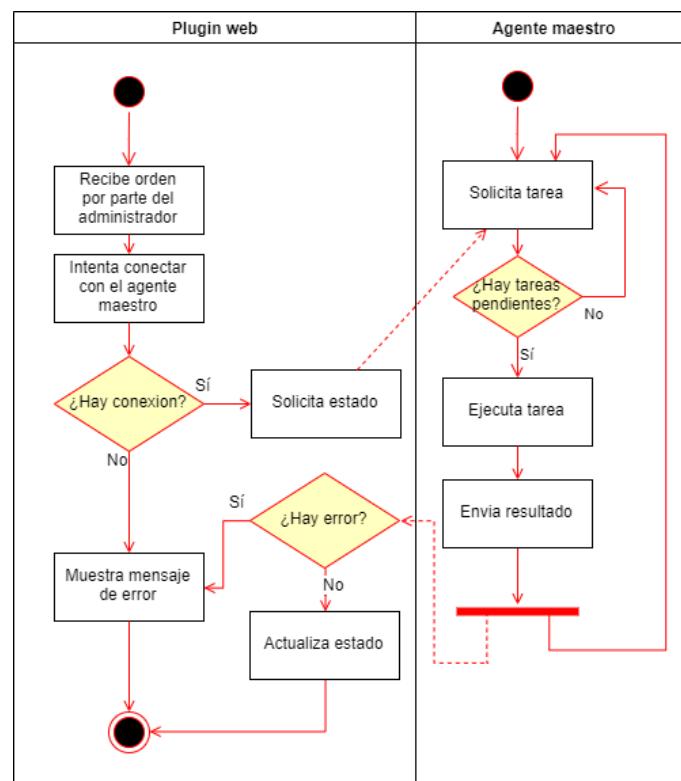 Plugin web
Agente maestro
Recibe orden
por parte del
administrador
Intenta conectar
con el agente
maestro
¿Hay conexion?
Sí
Solicita estado
No
Muestra mensaje
de error
Sí
¿Hay error?
No
Actualiza estado
Solicita tarea
¿Hay tareas
pendientes?
No
Sí
Ejecuta tarea
Envia resultado